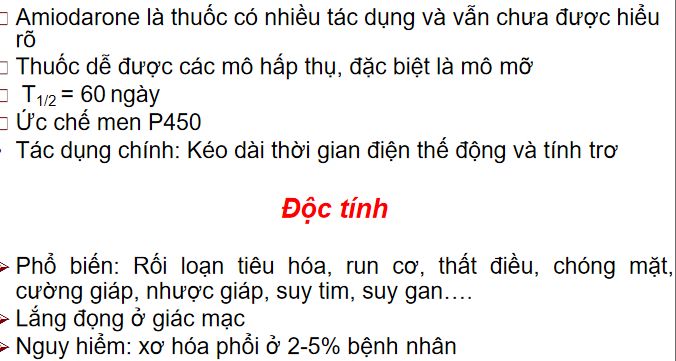 Amiodarone là thuốc có nhiều tác dụng và vẫn chưa được hiểu
rõ
Thuốc dễ được các mô hấp thụ, đặc biệt là mô mỡ
T1/2 = 60 ngày
Ức chế men P450
Tác dụng chính: Kéo dài thời gian điện thế động và tính trơ
Độc tính
Phổ biến: Rối loạn tiêu hóa, run cơ, thất điều, chóng mặt,
cường giáp, nhược giáp, suy tim, suy gan….
Lắng đọng ở giác mạc
Nguy hiểm: xơ hóa phổi ở 2-5% bệnh nhân